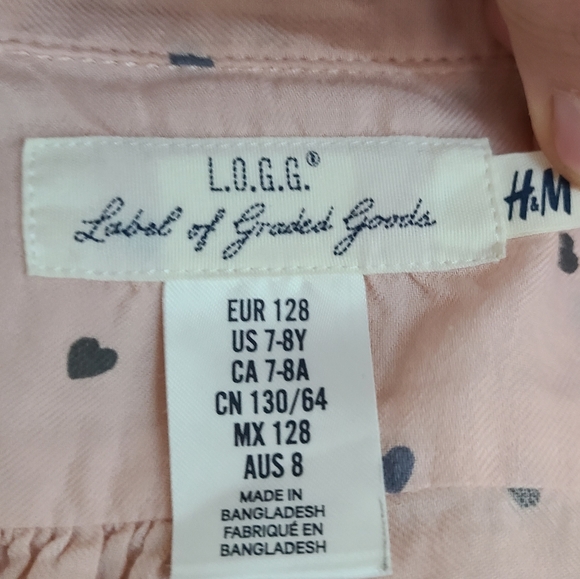 L.O.G.G.®
Label of Graded Goods
H&M
EUR 128
US 7-8Y
CA 7-8A
CN 130/64
MX 128
AUS 8
MADE IN
BANGLADESH
FABRIQUÉ EN
BANGLADESH